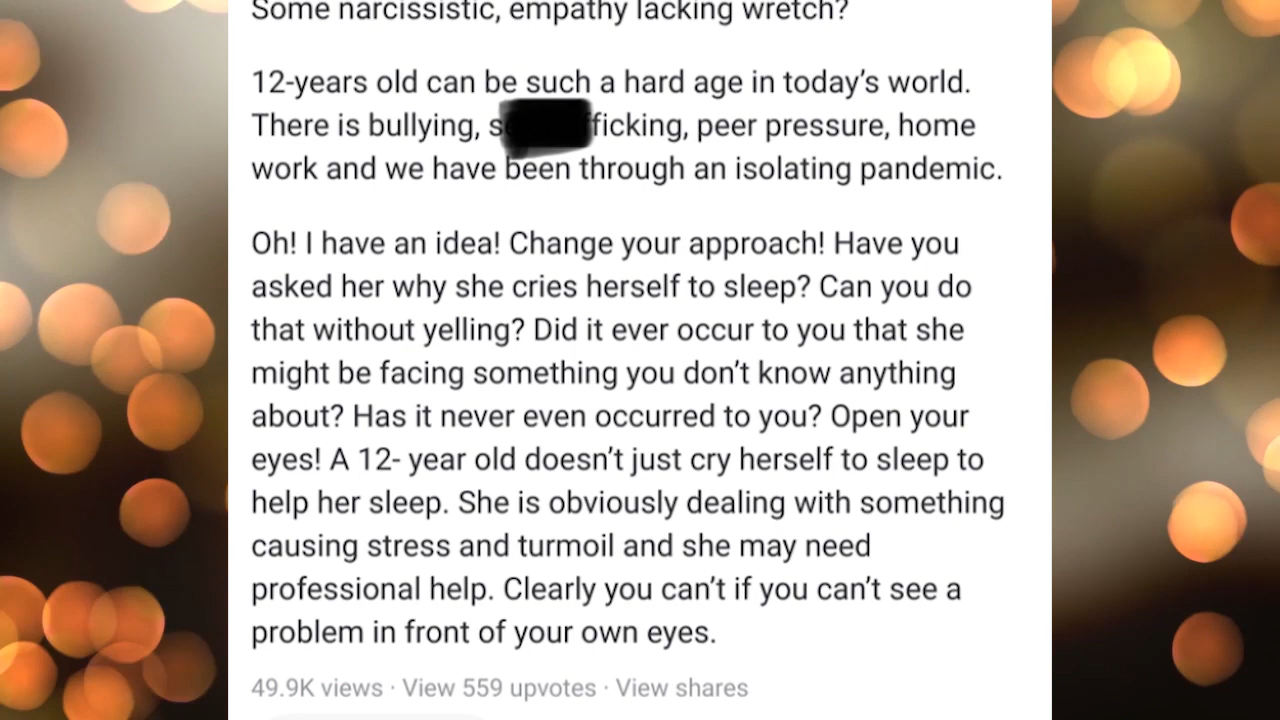 Some narcissistic, empathy lacking wretch?
12-years old can be such a hard age in today's world.
There is bullying, peer pressure, home
work and we have been through an isolating pandemic.
Oh! I have an idea! Change your approach! Have you
asked her why she cries herself to sleep? Can you do
that without yelling? Did it ever occur to you that she
might be facing something you don't know anything
about? Has it never even occurred to you? Open your
eyes! A 12- year old doesn't just cry herself to sleep to
help her sleep. She is obviously dealing with something
causing stress and turmoil and she may need
professional help. Clearly you can't if you can't see a
problem in front of your own eyes.
49.9K views · View 559 upvotes · View shares